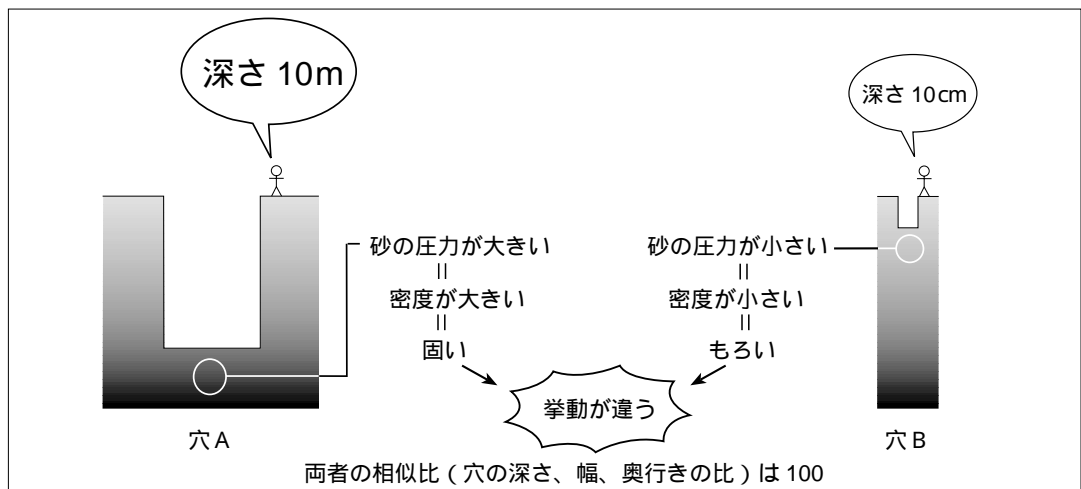 深さ 10m
深さ 10cm
砂の圧力が大きい
=
密度が大きい
=
固い
砂の圧力が小さい
=
密度が小さい
=
もろい
挙動が違う
穴 A
穴 B
両者の相似比 ( 穴の深さ、幅、奥行きの比 ) は 100